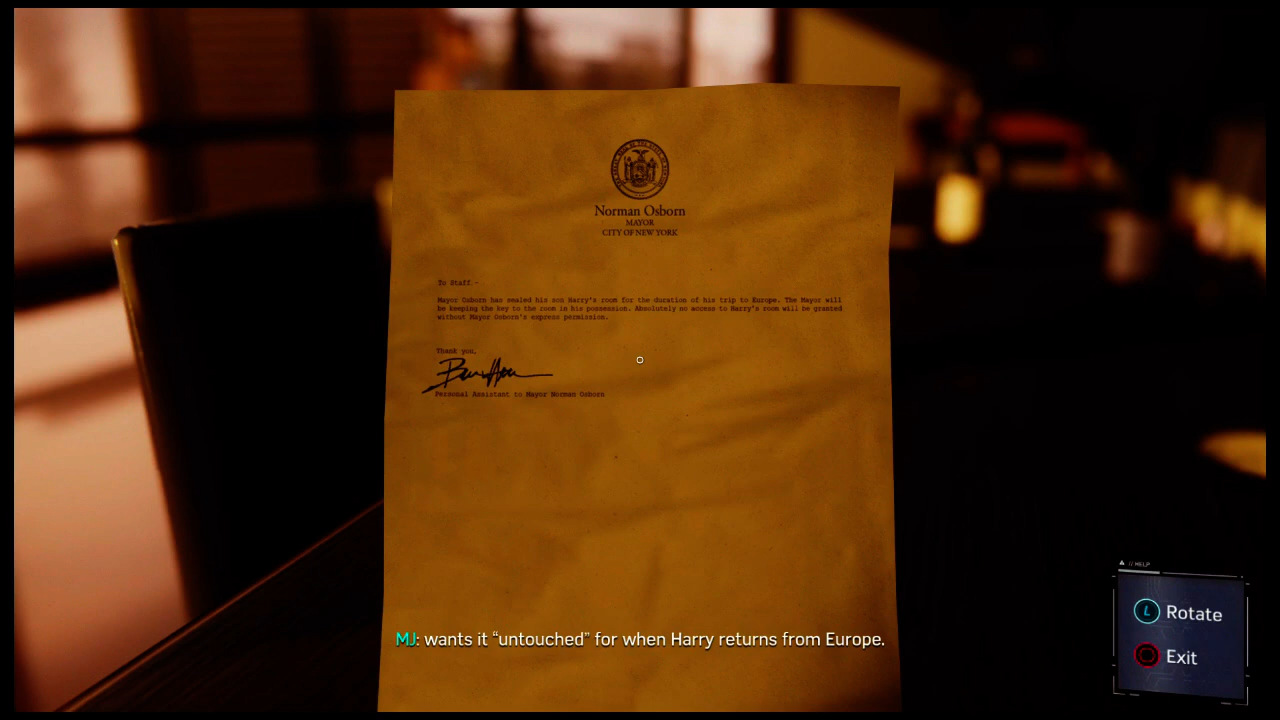 Norman Osborn
MAYOR
CITY OF NEW YORK
To Staff -
Mayor Osborn has sealed his son Harry's room for the duration of his trip to Europe. The Mayor will
be keeping the key to the room in his possession. Absolutely no access to Harry's room will be granted
without Mayor Osborn's express permission.
Thank you,
Personal Assistant to Mayor Norman Osborn
MJ: wants it “untouched” for when Harry returns from Europe.
// HELP
L Rotate
Exit